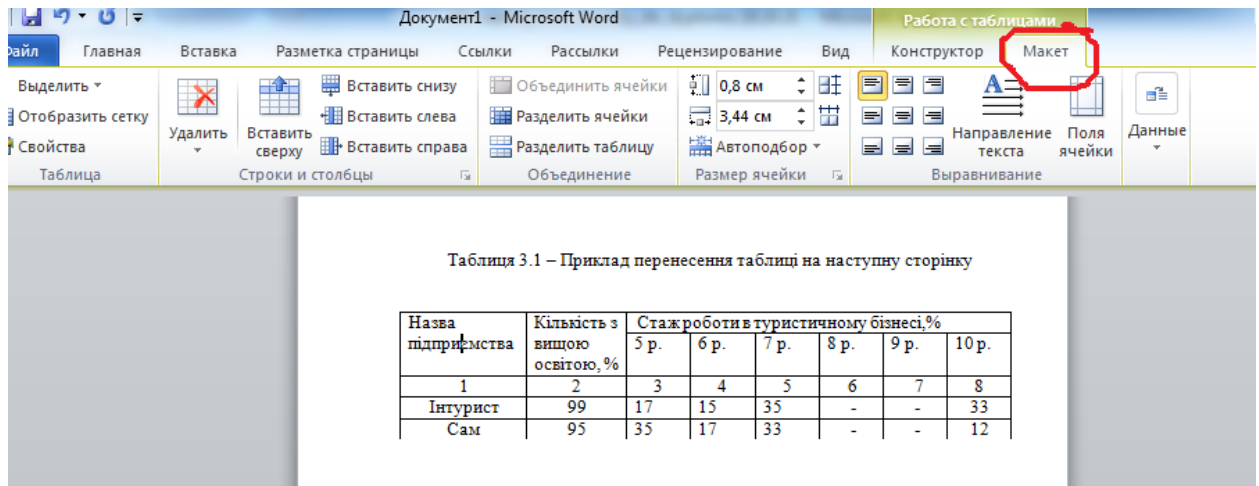 Документ1 - Microsoft Word
Работа с таблицами
Файл Главная Вставка Разметка страницы Ссылки Рассылки Рецензирование Вид Конструктор Макет
Выделить
Отобразить сетку
Свойства
Таблица
Удалить
Вставить сверху
Вставить снизу
Вставить слева
Вставить справа
Строки и столбцы
Объединить ячейки
Разделить ячейки
Разделить таблицу
Объединение
0,8 см
3,44 см
Автоподбор
Размер ячейки
Направление текста
Поля ячейки
Выравнивание
Данные
Таблиця 3.1 – Приклад перенесення таблиці на наступну сторінку
Назва підприємства Кількість з вищою освітою, % Стаж роботи в туристичному бізнесі,%
5 р. 6 р. 7 р. 8 р. 9 р. 10 р.
1 2 3 4 5 6 7 8
Інтурист 99 17 15 35 - - 33
Сам 95 35 17 33 - - 12